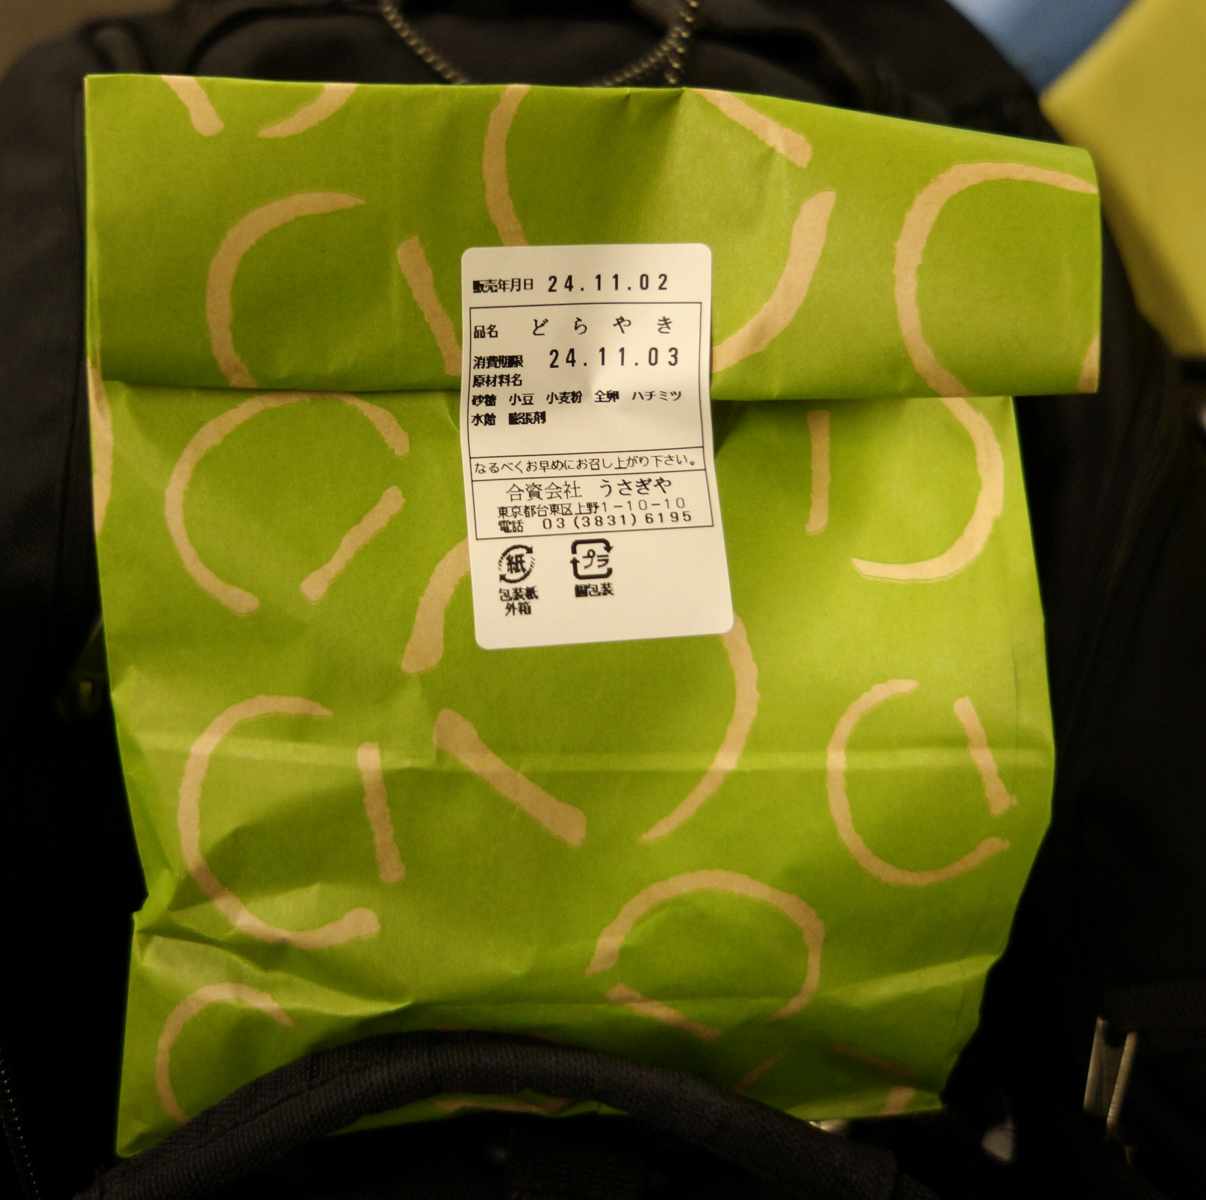 販売年月日 24.11.02
品名 どらやき
消費期限 24.11.03
原材料名
砂糖 小豆 小麦粉 全卵 ハチミツ
水飴 膨張剤
なるべくお早めにお召し上がり下さい。
合資会社 うさぎや
東京都台東区上野1-10-10
電話 03(3831)6195
紙 プラ
包装紙 個包装
外箱